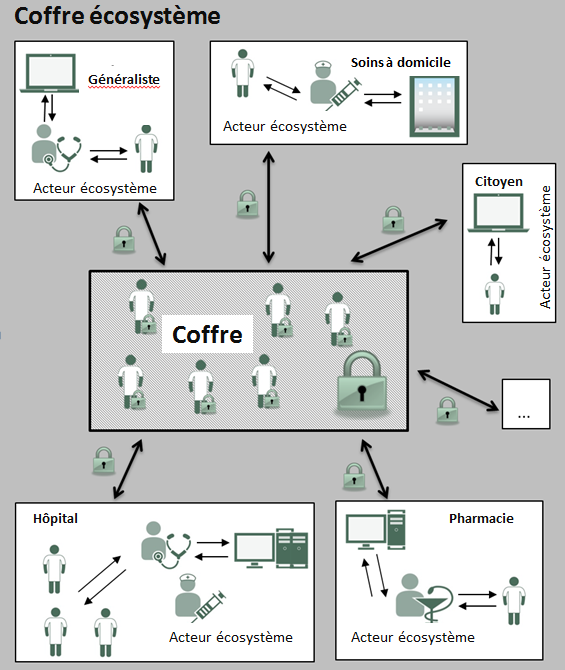 Coffre écosystème
Généraliste
Acteur écosystème
Soins à domicile
Acteur écosystème
Citoyen
Acteur écosystème
Coffre
...
Hôpital
Acteur écosystème
Pharmacie
Acteur écosystème